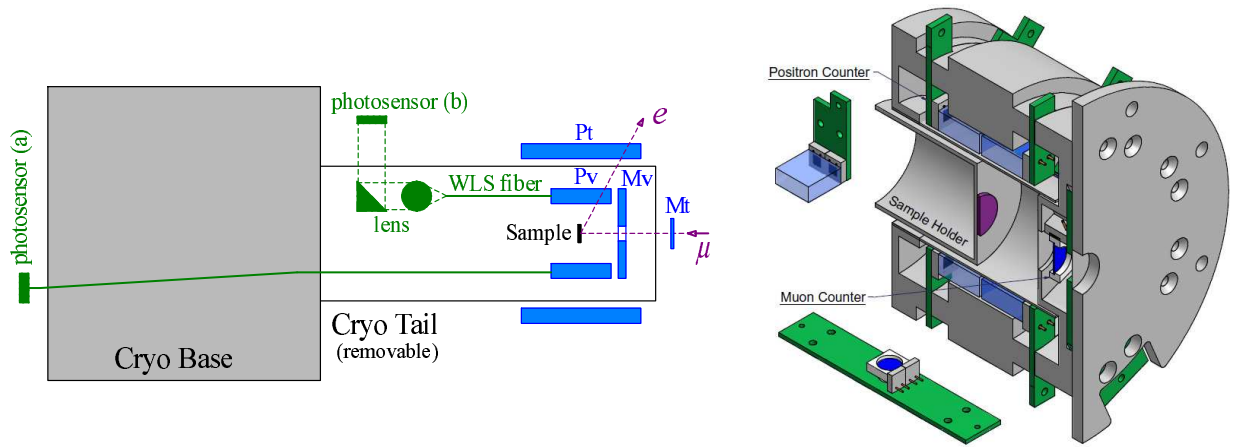 photosensor (a)
photosensor (b)
Pt
e
WLS fiber
Pv
Mv
lens
Sample
Mt
μ
Cryo Tail
(removable)
Cryo Base
Positron Counter
Sample Holder
Muon Counter